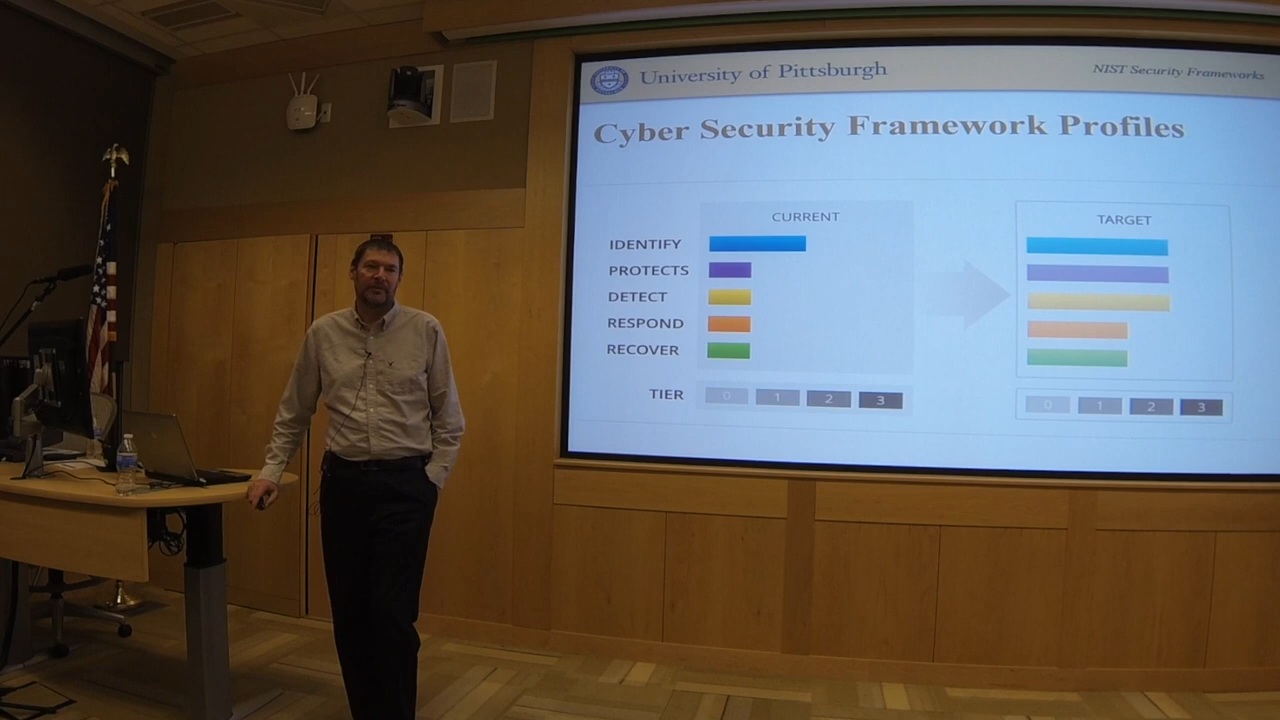 University of Pittsburgh
NIST Security Frameworks
Cyber Security Framework Profiles
CURRENT
TARGET
IDENTIFY
PROTECTS
DETECT
RESPOND
RECOVER
TIER 0 1 2 3
0 1 2 3